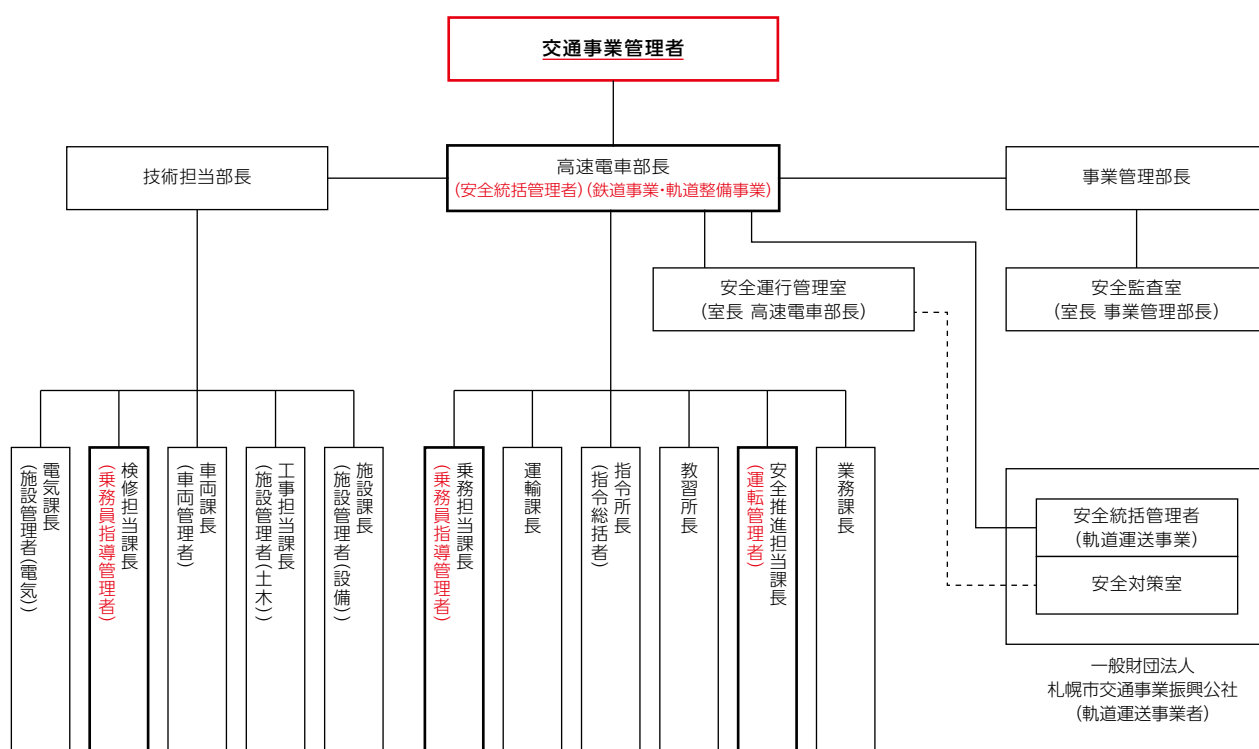 交通事業管理者
技術担当部長
高速電車部長
(安全統括管理者)(鉄道事業・軌道整備事業)
事業管理部長
安全運行管理室
(室長 高速電車部長)
安全監査室
(室長 事業管理部長)
電気課長
(施設管理者(電気))
検修担当課長
(乗務員指導管理者)
車両課長
(車両管理者)
工事担当課長
(施設管理者(土木))
施設課長
(施設管理者(設備))
乗務担当課長
(乗務員指導管理者)
運輸課長
指令所長
(指令総括者)
教習所長
安全推進担当課長
(運転管理者)
業務課長
安全統括管理者
(軌道運送事業)
安全対策室
一般財団法人
札幌市交通事業振興公社
(軌道運送事業者)